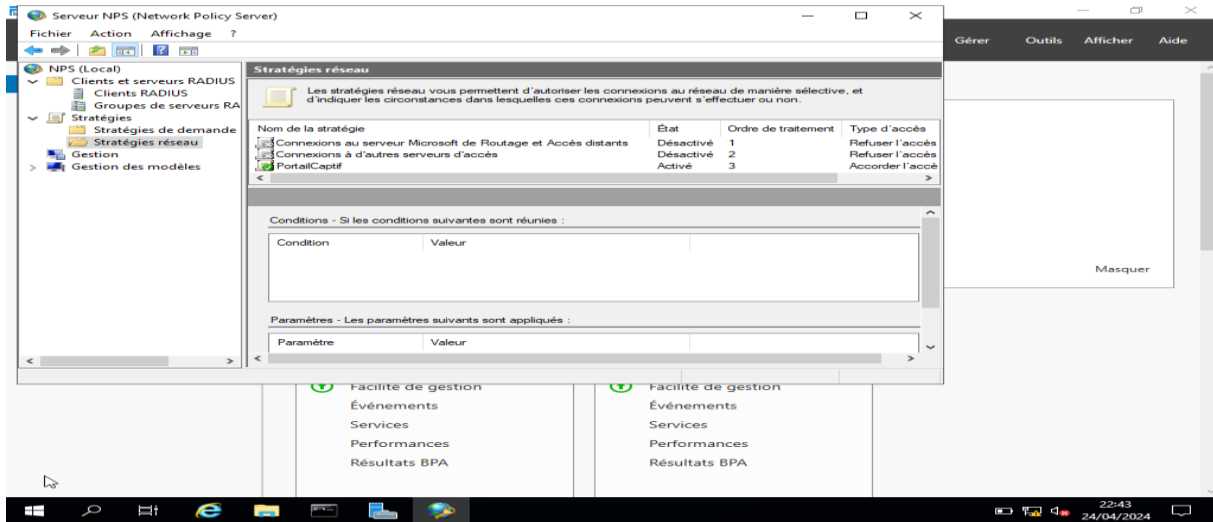 Serveur NPS (Network Policy Server)
Fichier Action Affichage ?
Gérer Outils Afficher Aide
NPS (Local)
Clients et serveurs RADIUS
Clients RADIUS
Groupes de serveurs RA
Stratégies
Stratégies de demande
Stratégies réseau
Gestion
Gestion des modèles
Stratégies réseau
Les stratégies réseau vous permettent d'autoriser les connexions au réseau de manière sélective, et
d'indiquer les circonstances dans lesquelles ces connexions peuvent s'effectuer ou non.
Nom de la stratégie État Ordre de traitement Type d'accès
Connexions au serveur Microsoft de Routage et Accès distants Désactivé 1 Refuser l'accès
Connexions à d'autres serveurs d'accès Désactivé 2 Refuser l'accès
PortailCaptif Activé 3 Accorder l'accè
Conditions - Si les conditions suivantes sont réunies :
Condition Valeur
Masquer
Paramètres - Les paramètres suivants sont appliqués :
Paramètre Valeur
Facilité de gestion Facilité de gestion
Événements Événements
Services Services
Performances Performances
Résultats BPA Résultats BPA
22:43
24/04/2024